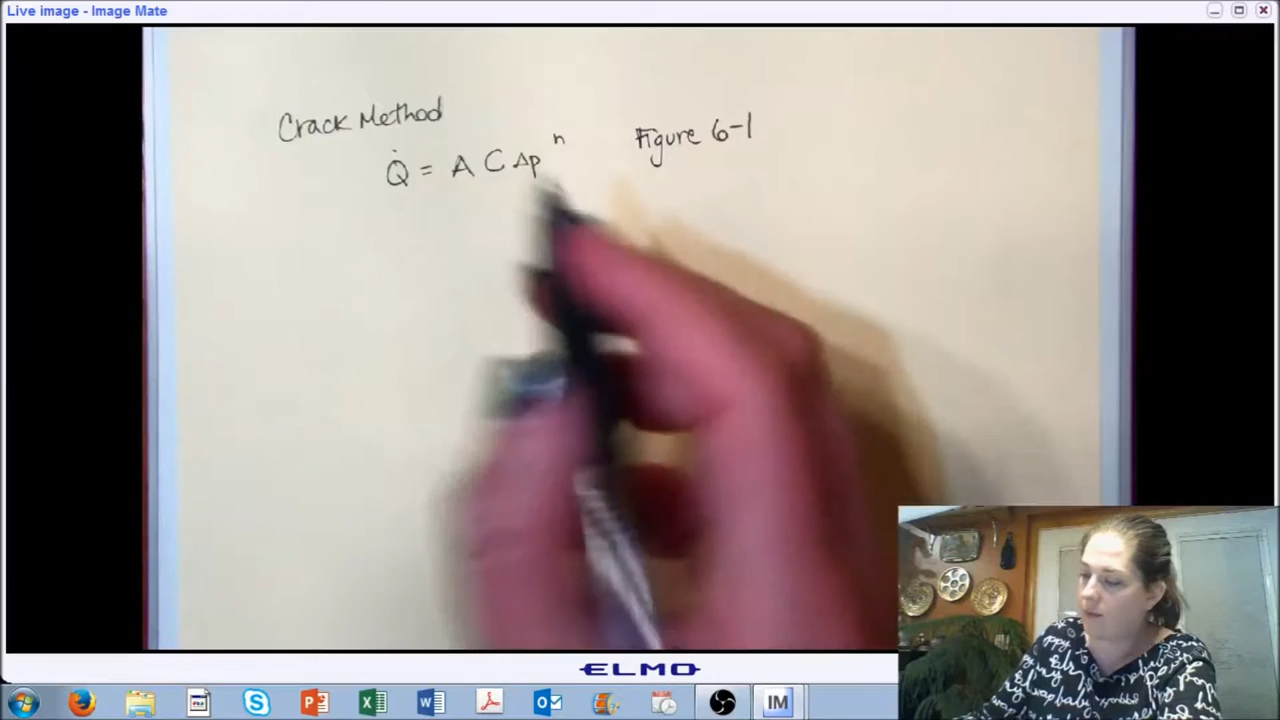 Live image - Image Mate
Crack Method
Q̇ = A C Δp^n
Figure 6-1
ELMO
IM